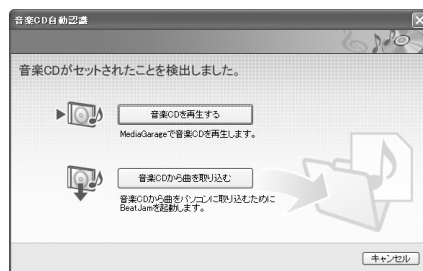 音楽CD自動認識
音楽CDがセットされたことを検出しました。
音楽CDを再生する
MediaGarageで音楽CDを再生します。
音楽CDから曲を取り込む
音楽CDから曲をパソコンに取り込むために
BeatJamを起動します。
キャンセル